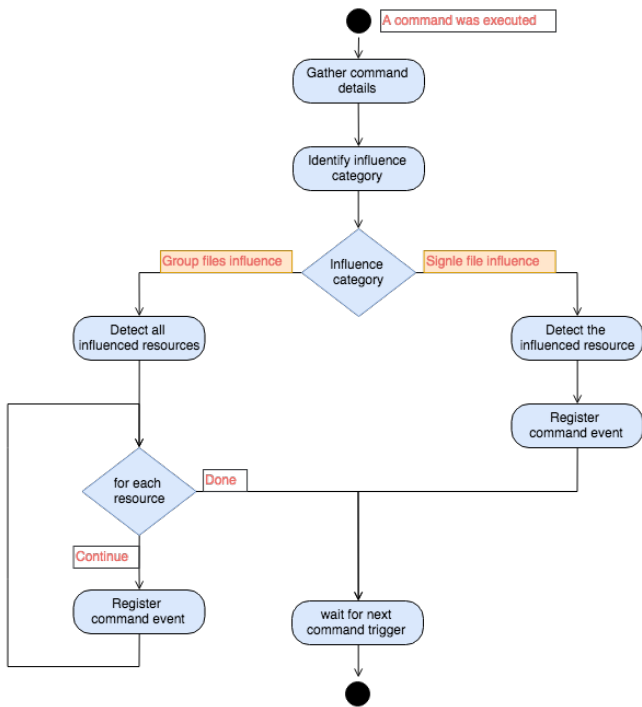 A command was executed
Gather command
details
Identify influence
category
Group files influence
Influence
category
Signle file influence
Detect all
influenced resources
Detect the
influenced resource
Register
command event
for each
resource
Done
Continue
Register
command event
wait for next
command trigger